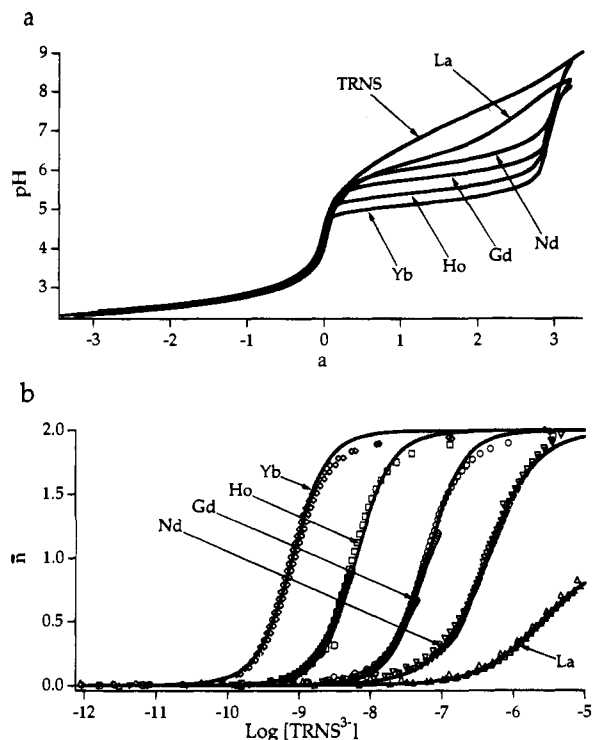 a
9
8
7
6
5
4
3
pH
TRNS
La
Nd
Gd
Ho
Yb
-3 -2 -1 0 1 2 3
a
b
2.0
1.5
1.0
0.5
0.0
n̄
Yb
Ho
Gd
Nd
La
-12 -11 -10 -9 -8 -7 -6 -5
Log [TRNS³⁻]